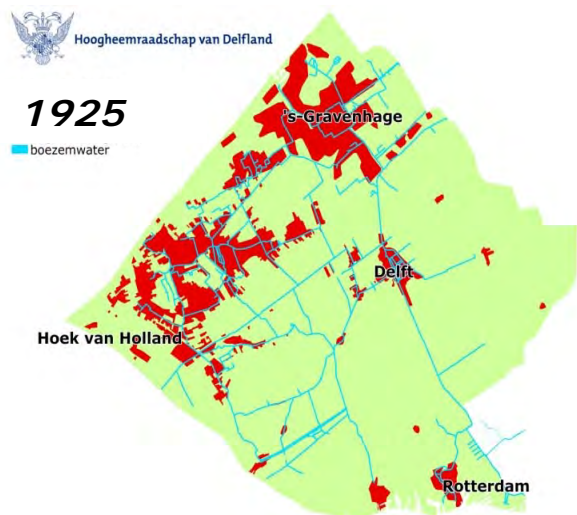 Hoogheemraadschap van Delfland
1925
boezemwater
's-Gravenhage
Delft
Hoek van Holland
Rotterdam